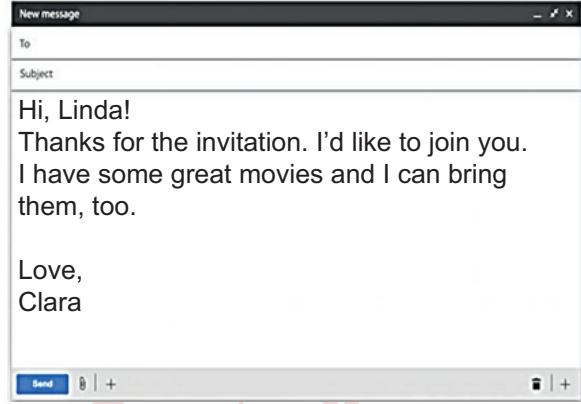 New message
To
Subject
Hi, Linda!
Thanks for the invitation. I’d like to join you.
I have some great movies and I can bring
them, too.
Love,
Clara
Send